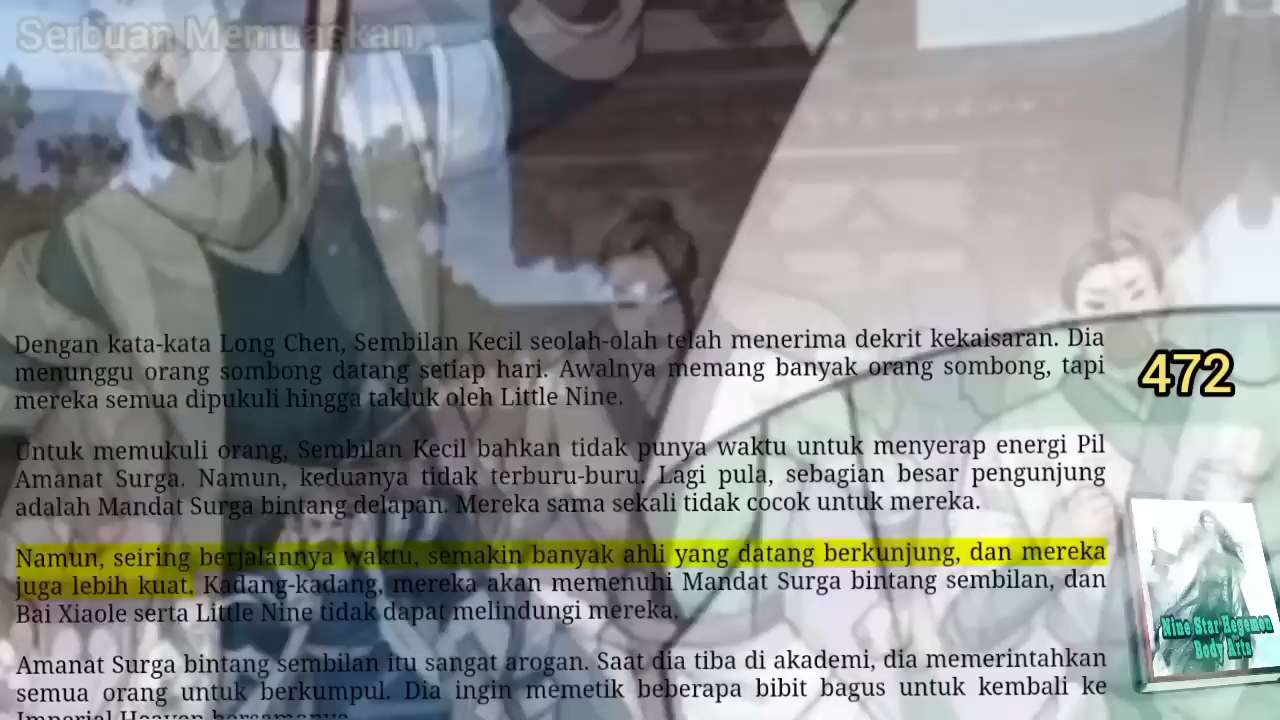 Serbuan Memuaskan
Dengan kata-kata Long Chen, Sembilan Kecil seolah-olah telah menerima dekrit kekaisaran. Dia
menunggu orang sombong datang setiap hari. Awalnya memang banyak orang sombong, tapi
mereka semua dipukuli hingga takluk oleh Little Nine.
472
Untuk memukuli orang, Sembilan Kecil bahkan tidak punya waktu untuk menyerap energi Pil
Amanat Surga. Namun, keduanya tidak terburu-buru. Lagi pula, sebagian besar pengunjung
adalah Mandat Surga bintang delapan. Mereka sama sekali tidak cocok untuk mereka.
Namun, seiring berjalannya waktu, semakin banyak ahli yang datang berkunjung, dan mereka
juga lebih kuat. Kadang-kadang, mereka akan memenuhi Mandat Surga bintang sembilan, dan
Bai Xiaole serta Little Nine tidak dapat melindungi mereka.
Nine Star Hegemon
Body Arts
Amanat Surga bintang sembilan itu sangat arogan. Saat dia tiba di akademi, dia memerintahkan
semua orang untuk berkumpul. Dia ingin memetik beberapa bibit bagus untuk kembali ke
Imperial Heaven bersamanya.